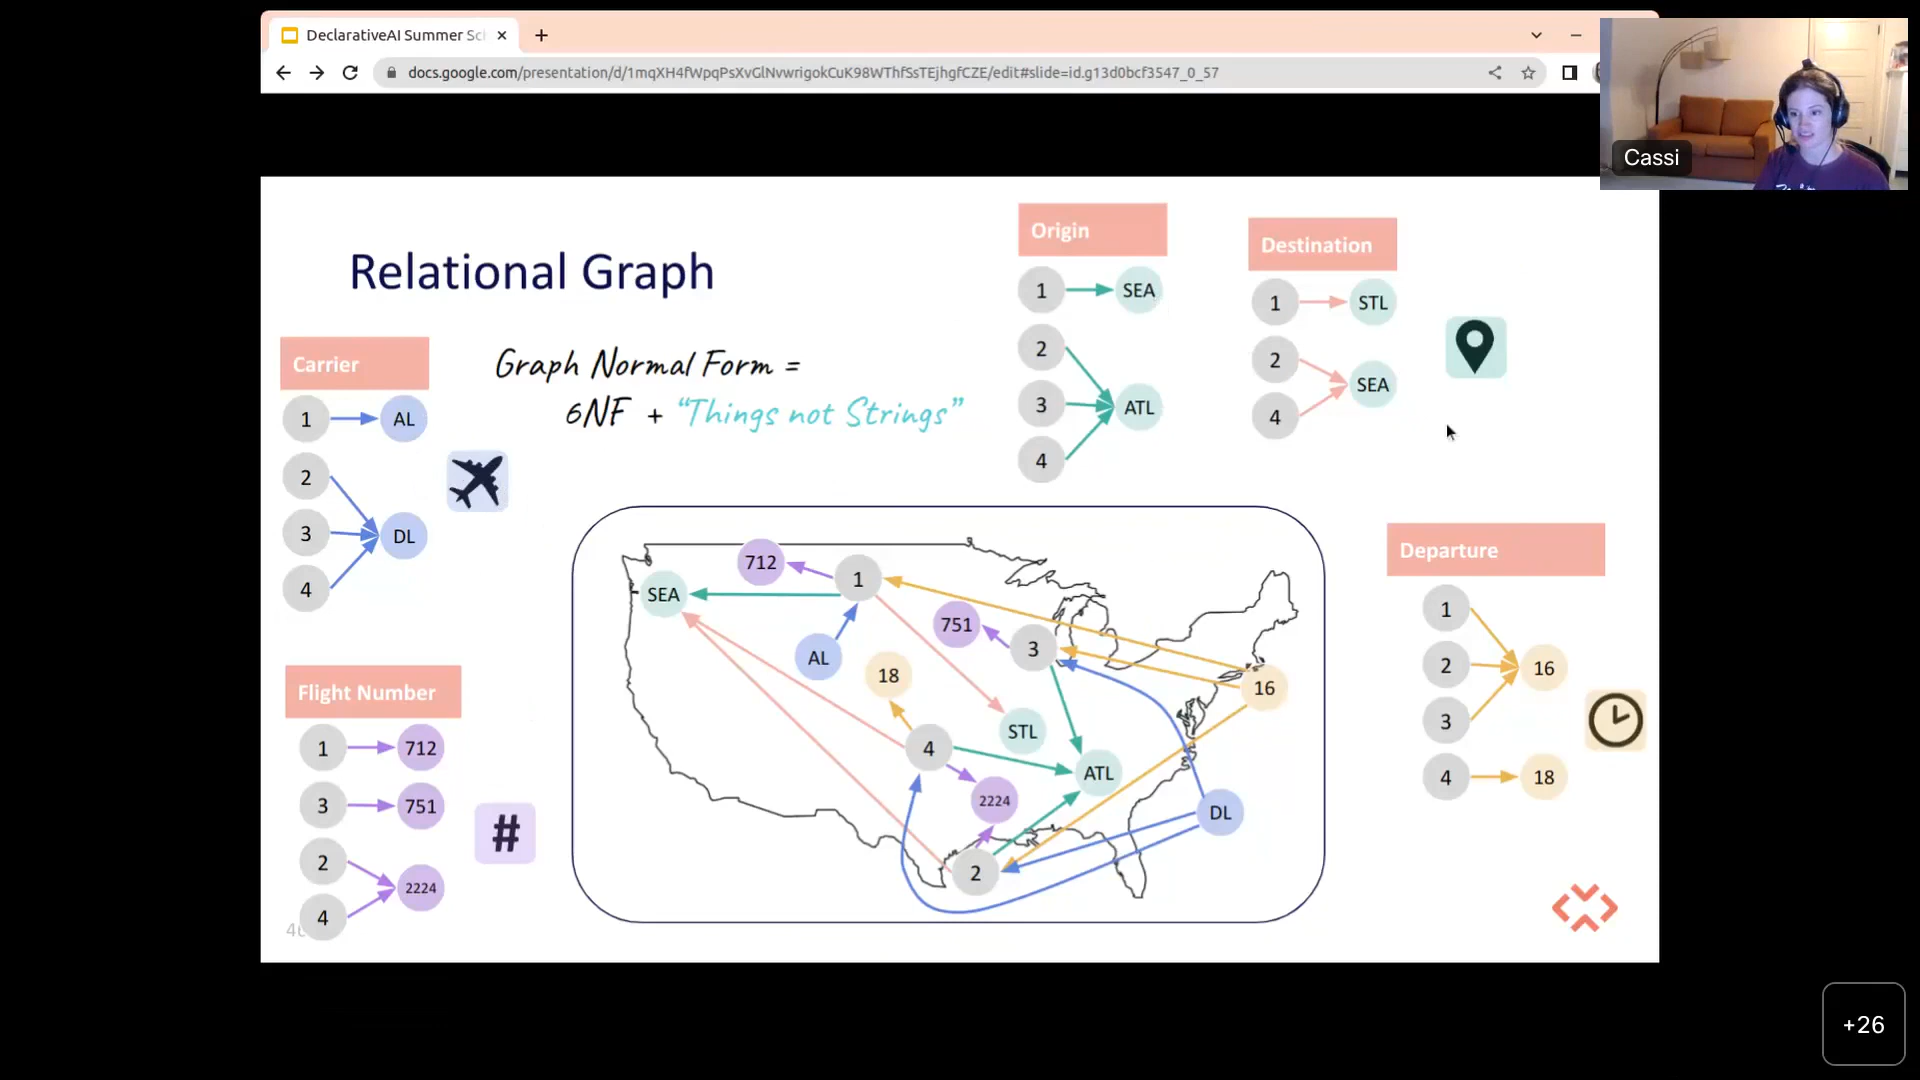 DeclarativeAI Summer Sc
docs.google.com/presentation/d/1mqXH4fWpqPsXvGlNvwrigokCuK98WThfSsTEjhgfCZE/edit#slide=id.g13d0bcf3547_0_57
Cassi
Relational Graph
Graph Normal Form =
6NF + “Things not Strings”
Origin
1 SEA
2
3 ATL
4
Destination
1 STL
2
SEA
4
Carrier
1 AL
2
3 DL
4
Flight Number
1 712
3 751
2
2224
4
#
712
1
SEA
751
3
AL
18
16
STL
4
ATL
2224
DL
2
Departure
1
2 16
3
4 18
+26